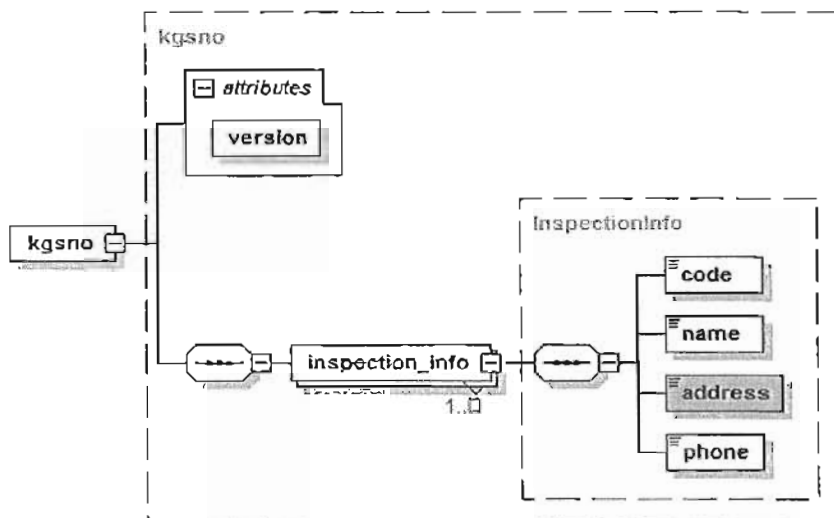 kgsno
attributes
version
kgsno
InspectionInfo
code
name
inspection_info
address
1..
phone